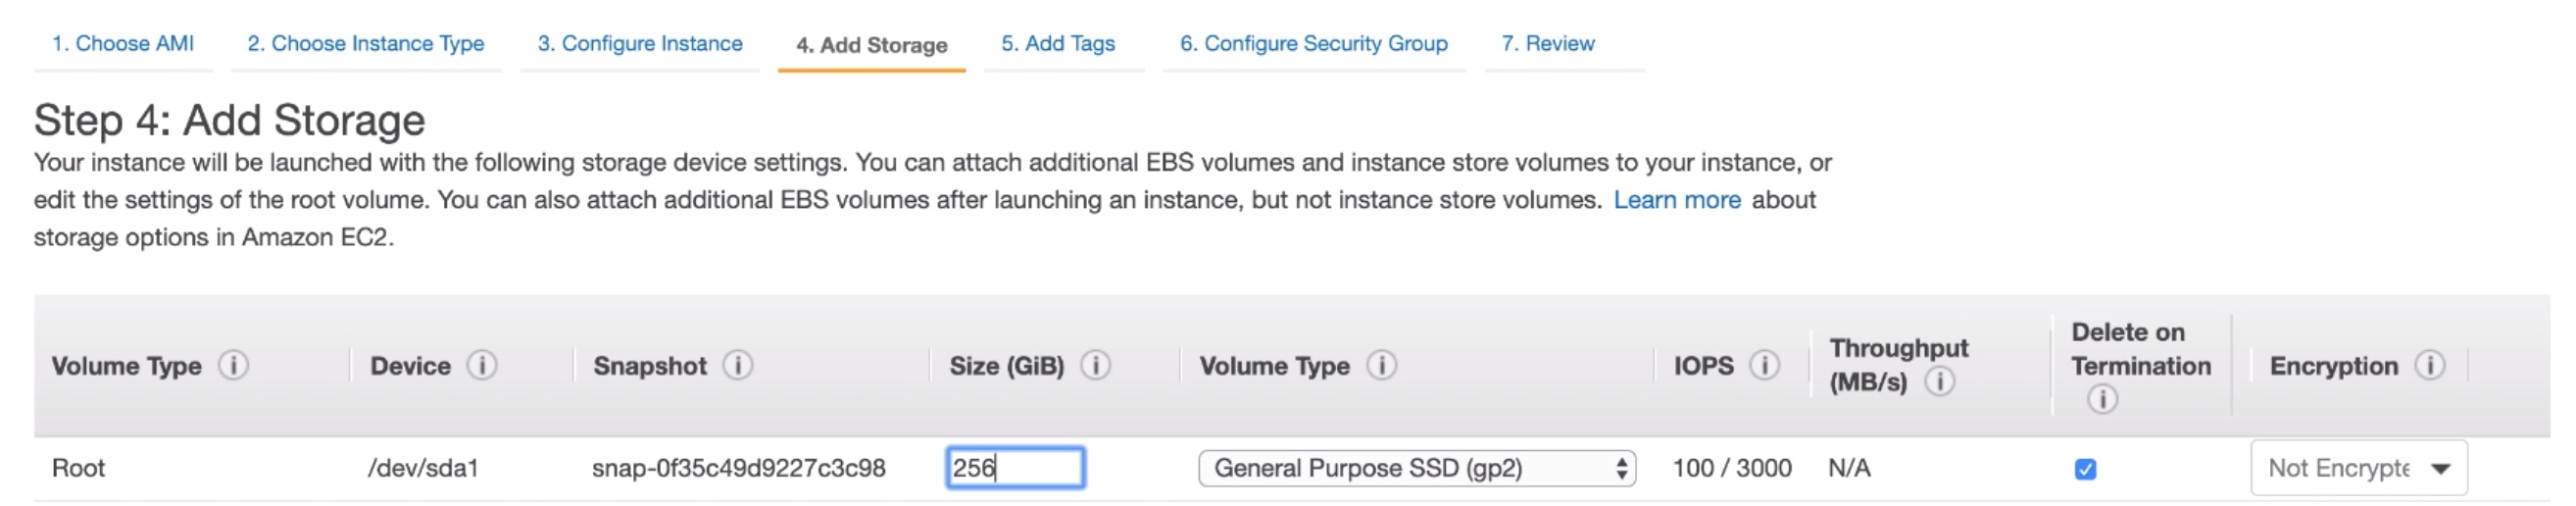 1. Choose AMI 2. Choose Instance Type 3. Configure Instance 4. Add Storage 5. Add Tags 6. Configure Security Group 7. Review
Step 4: Add Storage
Your instance will be launched with the following storage device settings. You can attach additional EBS volumes and instance store volumes to your instance, or
edit the settings of the root volume. You can also attach additional EBS volumes after launching an instance, but not instance store volumes. Learn more about
storage options in Amazon EC2.
Volume Type i Device i Snapshot i Size (GiB) i Volume Type i IOPS i Throughput (MB/s) i Delete on Termination i Encryption i
Root /dev/sda1 snap-0f35c49d9227c3c98 256 General Purpose SSD (gp2) 100 / 3000 N/A Not Encrypte